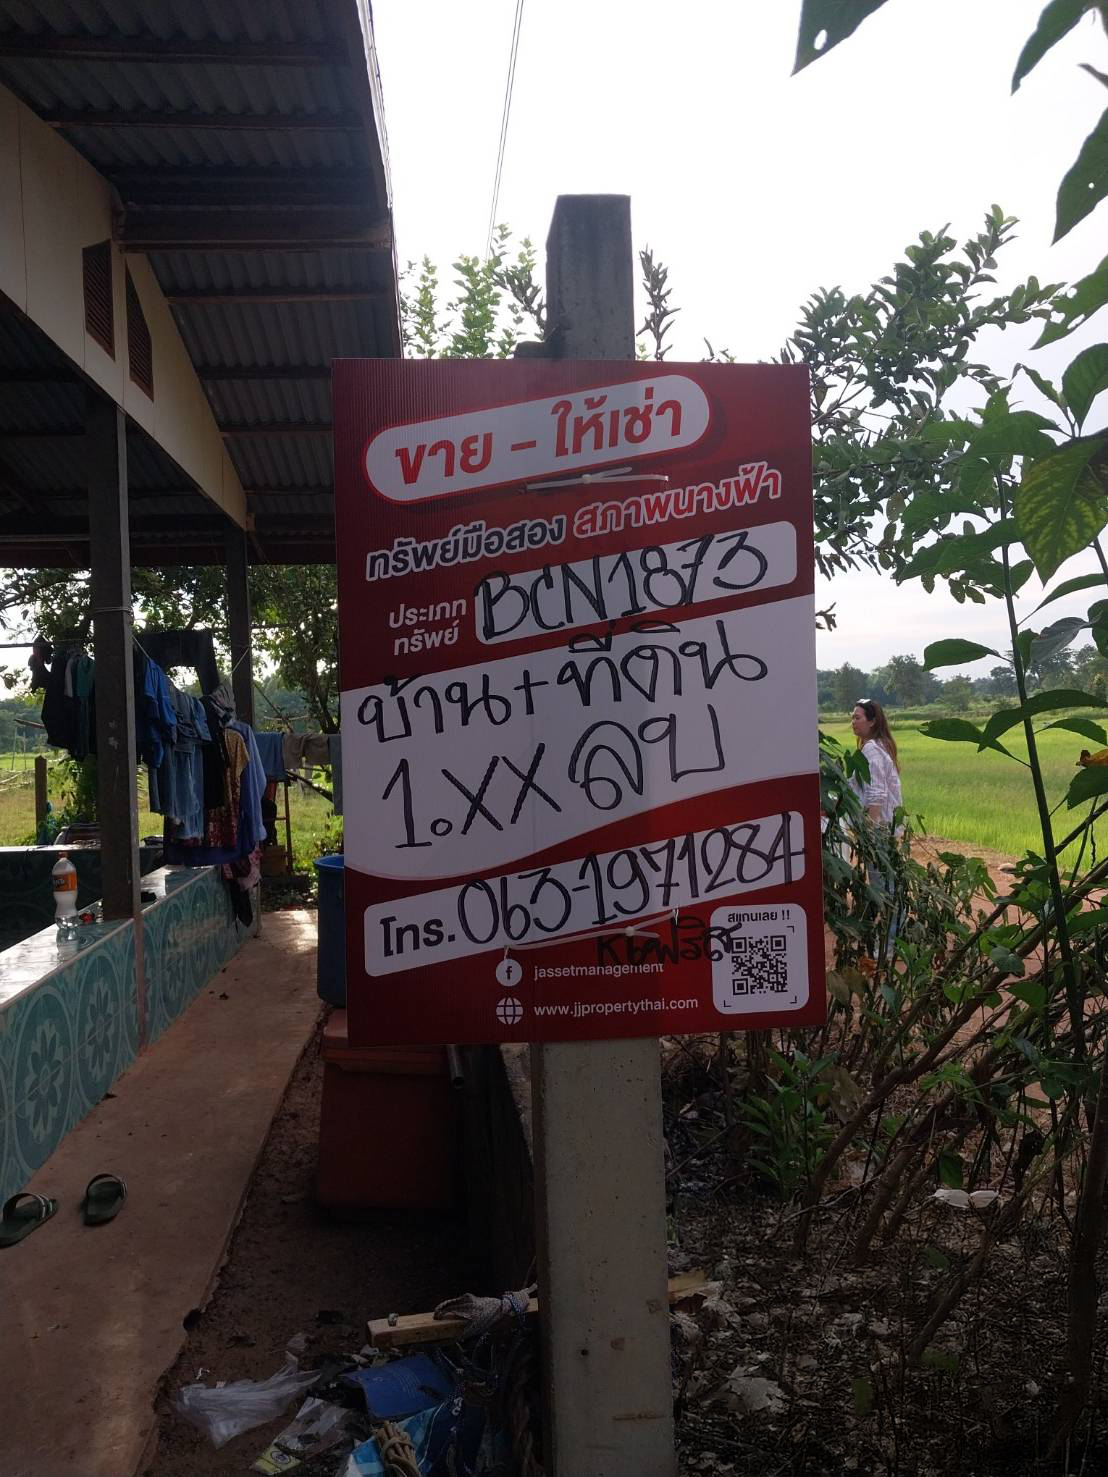 ขาย - ให้เช่า
ทรัพย์มือสอง สภาพนางฟ้า
ประเภท
ทรัพย์
BCN1873
บ้าน+ที่ดิน
1.XX ลบ
โทร. 063-1971284
สแกนเลย !!
jassetmanagement
www.jjpropertythai.com